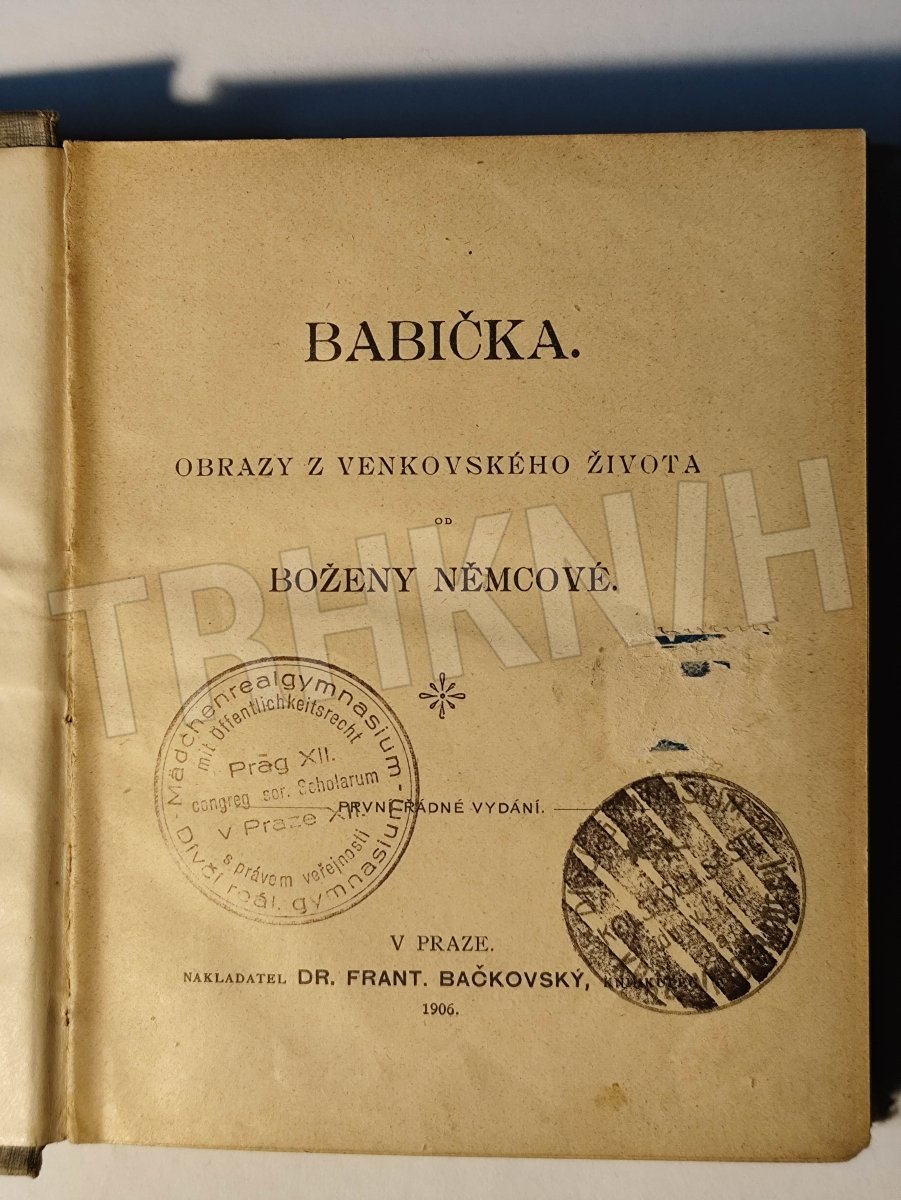 BABIČKA.
OBRAZY Z VENKOVSKÉHO ŽIVOTA
OD
BOŽENY NĚMCOVÉ.
TRHKNIH
- Mädchenrealgymnasium -
mit Öffentlichkeitsrecht
Prag XII.
congreg sor. Scholarum
v Praze XII.
s právem veřejnosti
Dívčí reál. gymnasium
PRVNÍ ŘÁDNÉ VYDÁNÍ.
V PRAZE.
NAKLADATEL DR. FRANT. BAČKOVSKÝ, KNIHKUPEC
1906.